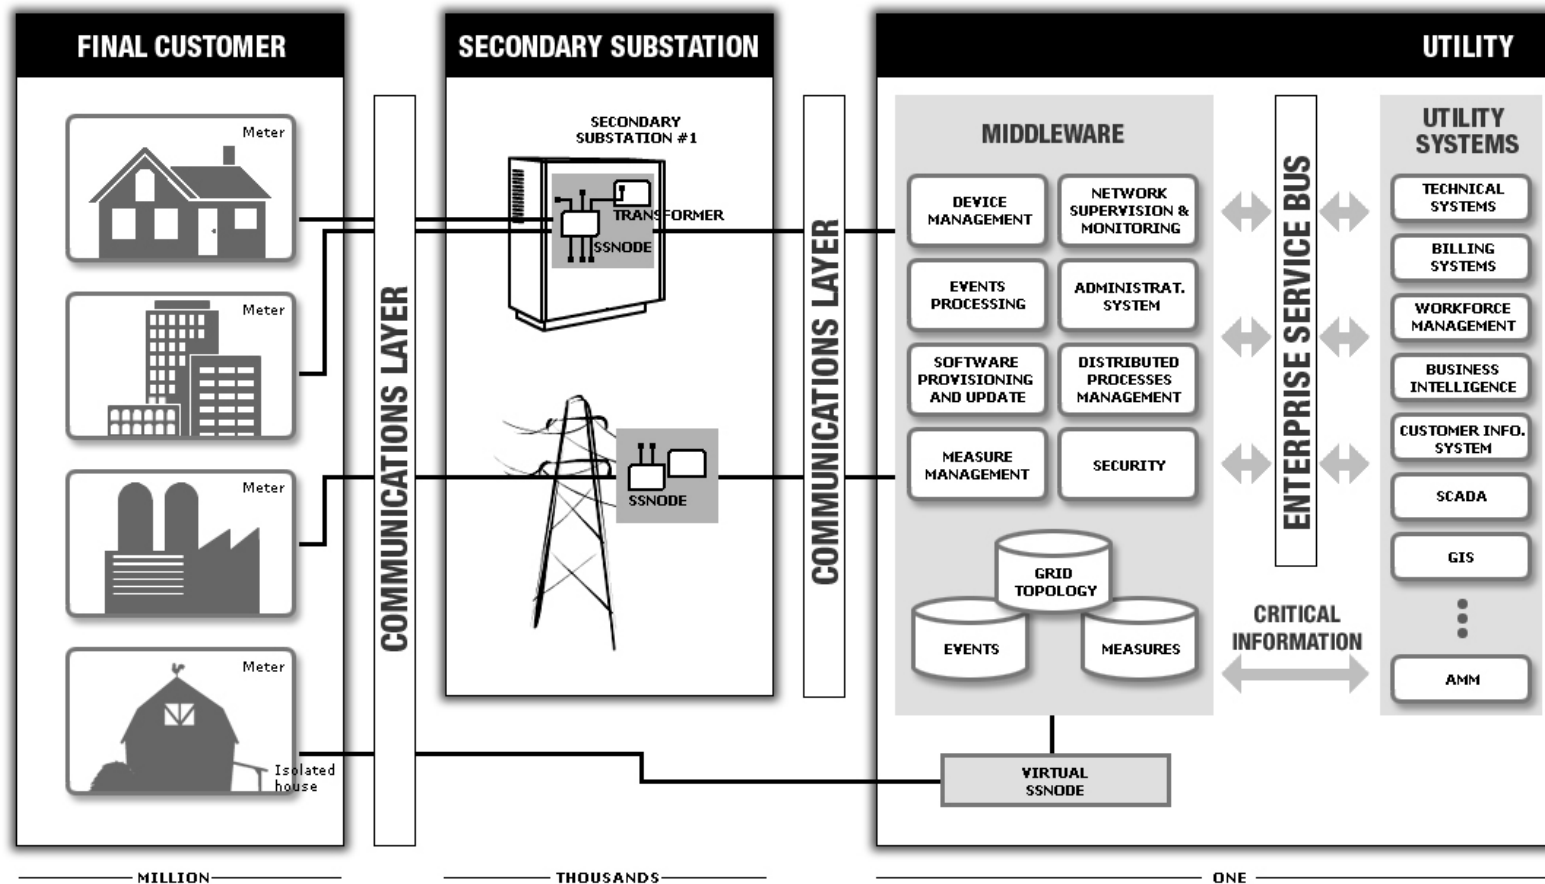 FINAL CUSTOMER
Meter
Meter
Meter
Meter
Isolated
house
MILLION
COMMUNICATIONS LAYER
SECONDARY SUBSTATION
SECONDARY
SUBSTATION #1
TRANSFORMER
SSNODE
SSNODE
THOUSANDS
COMMUNICATIONS LAYER
UTILITY
MIDDLEWARE
DEVICE
MANAGEMENT
NETWORK
SUPERVISION &
MONITORING
EVENTS
PROCESSING
ADMINISTRAT.
SYSTEM
SOFTWARE
PROVISIONING
AND UPDATE
DISTRIBUTED
PROCESSES
MANAGEMENT
MEASURE
MANAGEMENT
SECURITY
GRID
TOPOLOGY
EVENTS
MEASURES
VIRTUAL
SSNODE
ENTERPRISE SERVICE BUS
CRITICAL
INFORMATION
UTILITY
SYSTEMS
TECHNICAL
SYSTEMS
BILLING
SYSTEMS
WORKFORCE
MANAGEMENT
BUSINESS
INTELLIGENCE
CUSTOMER INFO.
SYSTEM
SCADA
GIS
AMM
ONE